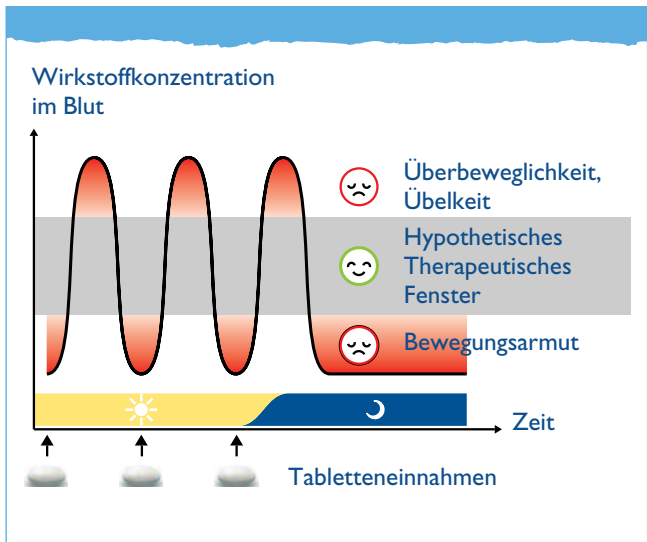 Wirkstoffkonzentration
im Blut
Überbeweglichkeit,
Übelkeit
Hypothetisches
Therapeutisches
Fenster
Bewegungsarmut
Zeit
Tabletteneinnahmen